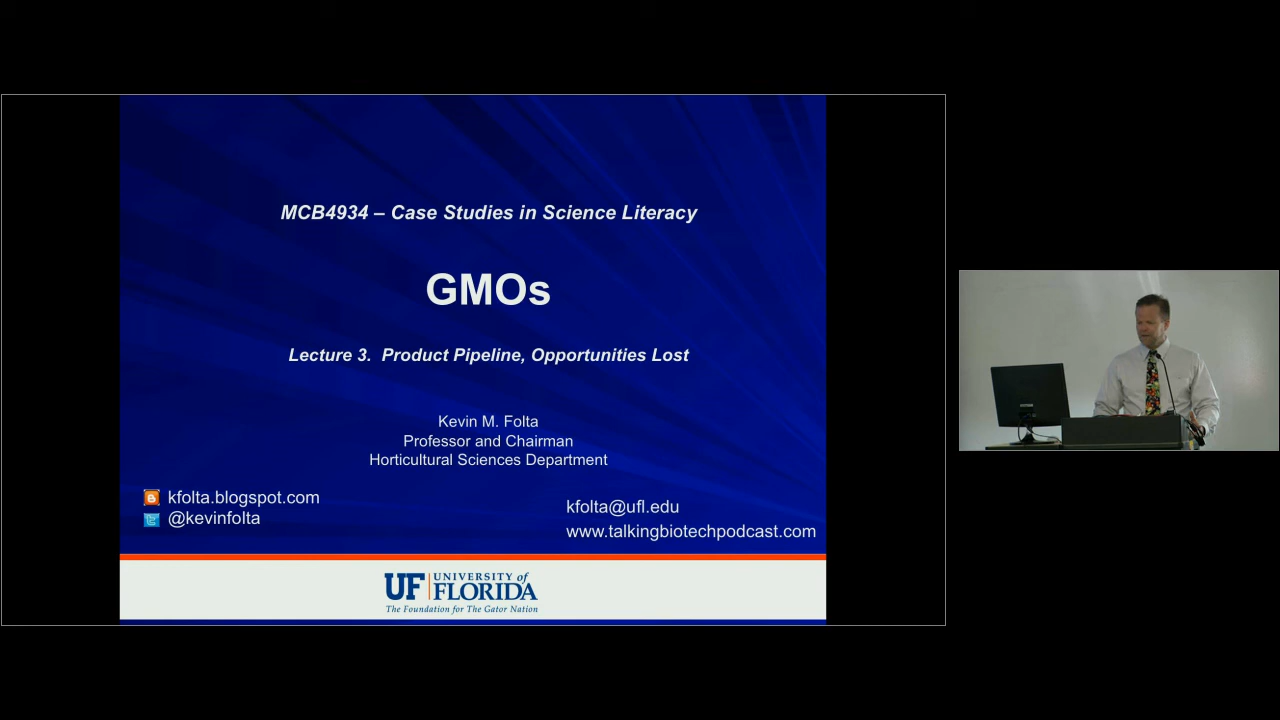 MCB4934 – Case Studies in Science Literacy
GMOs
Lecture 3.  Product Pipeline, Opportunities Lost
Kevin M. Folta
Professor and Chairman
Horticultural Sciences Department
kfolta.blogspot.com
@kevinfolta
kfolta@ufl.edu
www.talkingbiotechpodcast.com
UF UNIVERSITY of
FLORIDA
The Foundation for The Gator Nation